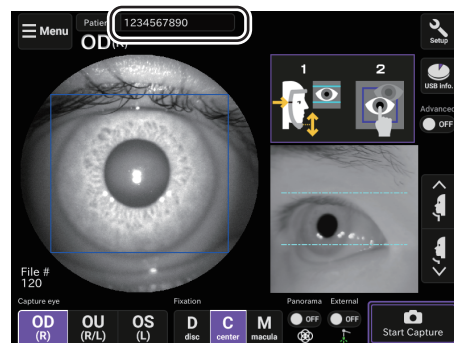 Menu
Patient
1234567890
OD(R)
Setup
USB Info.
Advanced
OFF
1
2
File #
120
Capture eye
Fixation
Panorama
External
OD
(R)
OU
(R/L)
OS
(L)
D
disc
C
center
M
macula
OFF
OFF
Start Capture